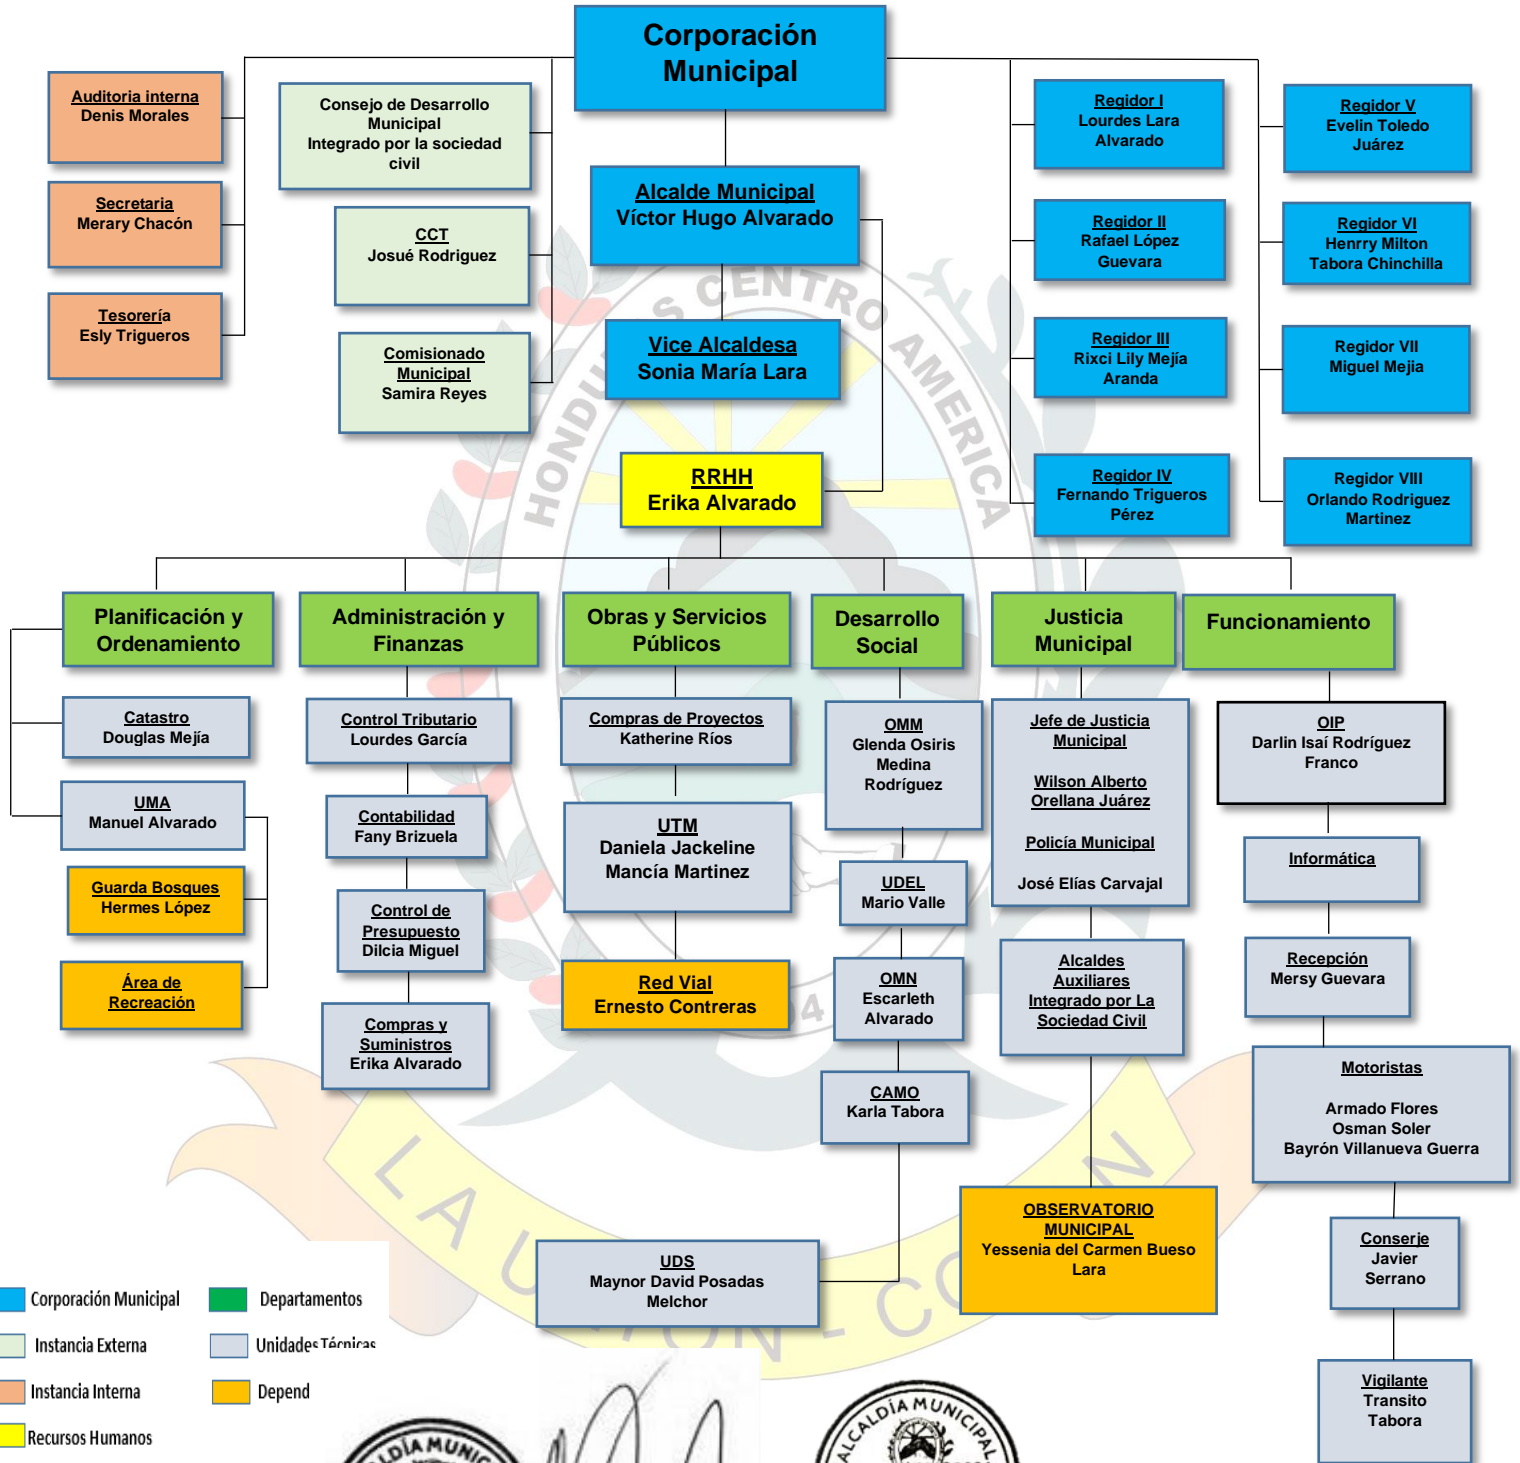 Corporación
Municipal
Auditoria interna
Denis Morales
Secretaria
Merary Chacón
Tesorería
Esly Trigueros
Consejo de Desarrollo
Municipal
Integrado por la sociedad
civil
CCT
Josué Rodriguez
Comisionado
Municipal
Samira Reyes
Alcalde Municipal
Víctor Hugo Alvarado
Vice Alcaldesa
Sonia María Lara
RRHH
Erika Alvarado
Regidor I
Lourdes Lara
Alvarado
Regidor II
Rafael López
Guevara
Regidor III
Rixci Lily Mejía
Aranda
Regidor IV
Fernando Trigueros
Pérez
Regidor V
Evelin Toledo
Juárez
Regidor VI
Henrry Milton
Tabora Chinchilla
Regidor VII
Miguel Mejia
Regidor VIII
Orlando Rodriguez
Martinez
Planificación y
Ordenamiento
Catastro
Douglas Mejía
UMA
Manuel Alvarado
Guarda Bosques
Hermes López
Área de
Recreación
Administración y
Finanzas
Control Tributario
Lourdes García
Contabilidad
Fany Brizuela
Control de
Presupuesto
Dilcia Miguel
Compras y
Suministros
Erika Alvarado
Obras y Servicios
Públicos
Compras de Proyectos
Katherine Ríos
UTM
Daniela Jackeline
Mancía Martinez
Red Vial
Ernesto Contreras
Desarrollo
Social
OMM
Glenda Osiris
Medina
Rodríguez
UDEL
Mario Valle
OMN
Escarleth
Alvarado
CAMO
Karla Tabora
UDS
Maynor David Posadas
Melchor
Justicia
Municipal
Jefe de Justicia
Municipal
Wilson Alberto
Orellana Juárez
Policía Municipal
José Elías Carvajal
Alcaldes
Auxiliares
Integrado por La
Sociedad Civil
OBSERVATORIO
MUNICIPAL
Yessenia del Carmen Bueso
Lara
Funcionamiento
OIP
Darlin Isaí Rodríguez
Franco
Informática
Recepción
Mersy Guevara
Motoristas
Armado Flores
Osman Soler
Bayrón Villanueva Guerra
Conserje
Javier
Serrano
Vigilante
Transito
Tabora
Corporación Municipal
Departamentos
Instancia Externa
Unidades Técnicas
Instancia Interna
Depend
Recursos Humanos
CENTRO AMERICA
ALCALDÍA MUNICIPAL